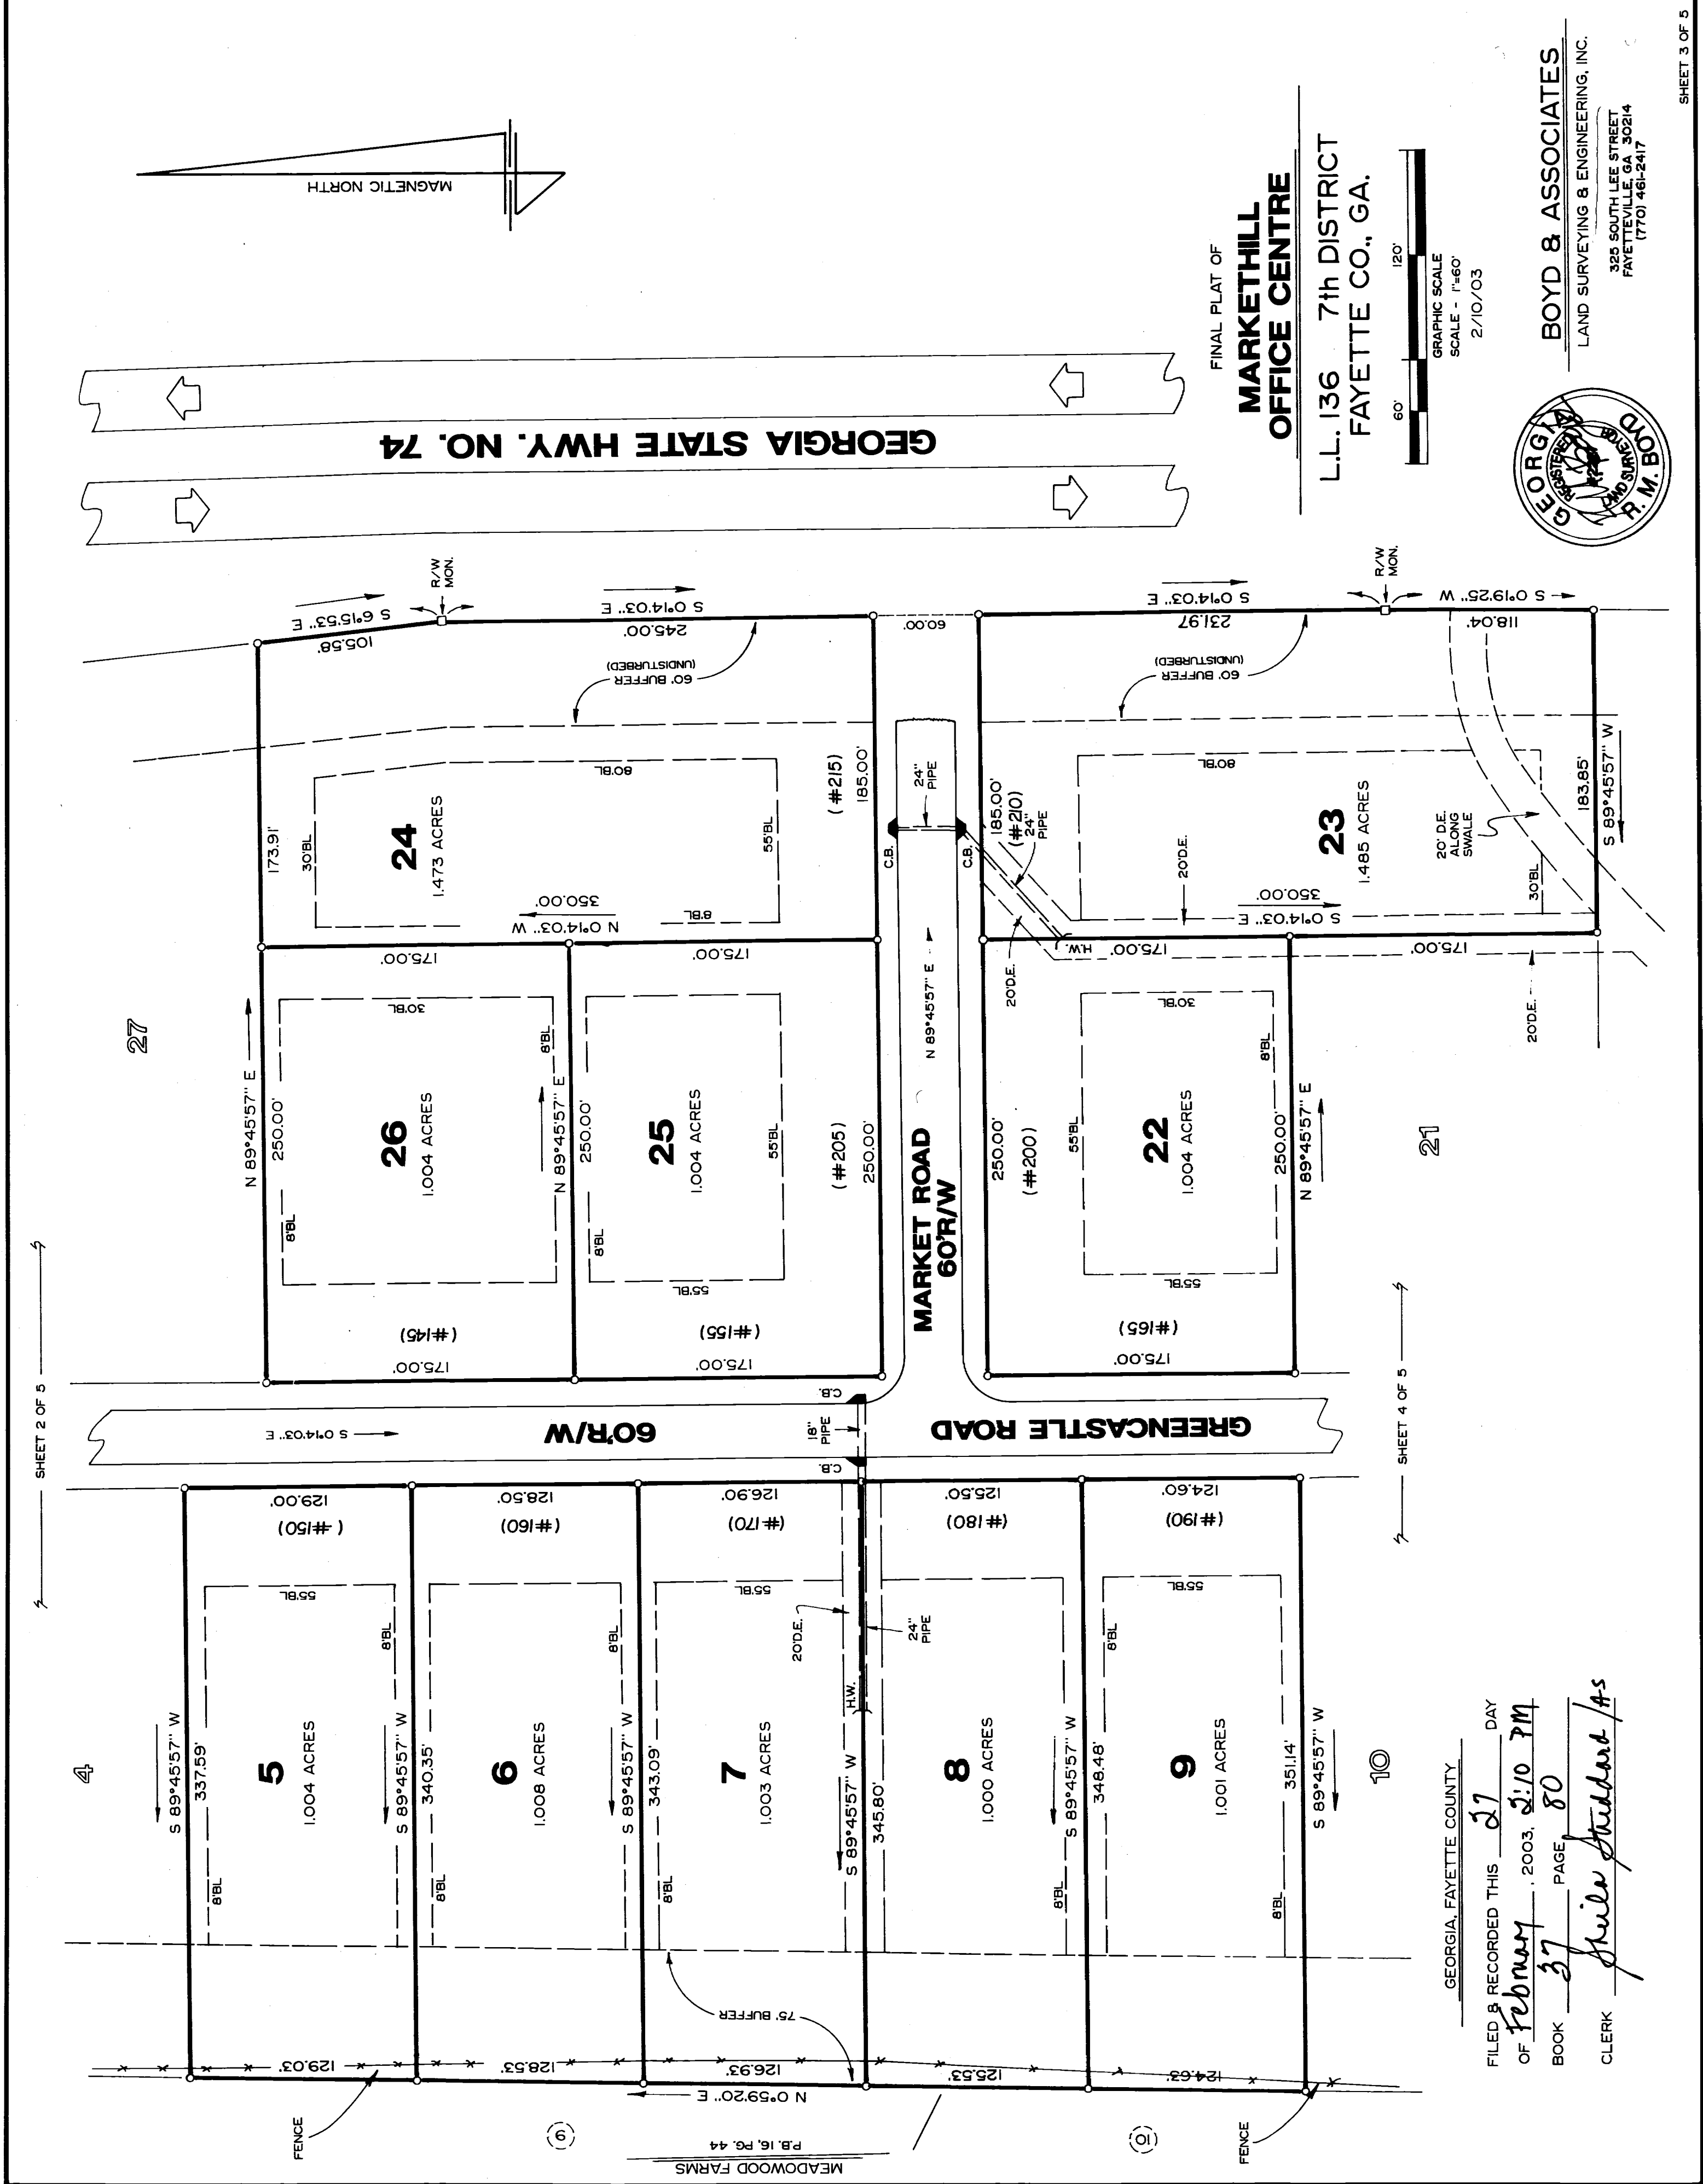 SHEET 2 OF 5
4
27
MAGNETIC NORTH
S 89°45'57" W
337.59'
8'BL
5
1.004 ACRES
55'BL
8'BL
129.00'
(#150)
129.03'
S 89°45'57" W
340.35'
8'BL
6
1.008 ACRES
8'BL
128.50'
(#160)
128.53'
S 89°45'57" W
343.09'
8'BL
7
1.003 ACRES
55'BL
126.90'
(#170)
126.93'
20'D.E.
H.W.
24"
PIPE
75' BUFFER
S 89°45'57" W
345.80'
8
1.000 ACRES
8'BL
125.50'
(#180)
125.53'
S 89°45'57" W
348.48'
8'BL
9
1.001 ACRES
55'BL
8'BL
124.60'
(#190)
124.63'
351.14'
S 89°45'57" W
10
N 0°59'20" E
FENCE
FENCE
9
10
MEADOWOOD FARMS
P.B. 16, PG. 44
S 0°14'03" E
60'R/W
GREENCASTLE ROAD
C.B.
18"
PIPE
C.B.
SHEET 4 OF 5
N 89°45'57" E
250.00'
8'BL
26
1.004 ACRES
30'BL
8'BL
175.00'
(#145)
175.00'
N 89°45'57" E
250.00'
8'BL
25
1.004 ACRES
55'BL
55'BL
175.00'
(#155)
175.00'
(#205)
250.00'
MARKET ROAD
60'R/W
N 89°45'57" E
C.B.
24"
PIPE
C.B.
250.00'
(#200)
55'BL
22
1.004 ACRES
30'BL
8'BL
55'BL
(#165)
175.00'
175.00'
250.00'
N 89°45'57" E
21
173.91'
30'BL
24
1.473 ACRES
80'BL
55'BL
8'BL
N 0°14'03" W
350.00'
(#215)
185.00'
S 6°15'53" E
105.58'
R/W
MON.
S 0°14'03" E
245.00'
60' BUFFER
(UNDISTURBED)
60.00'
185.00'
(#210)
24"
PIPE
20'D.E.
H.W.
20'D.E.
80'BL
23
1.485 ACRES
S 0°14'03" E
350.00'
30'BL
20' D.E.
ALONG
SWALE
175.00'
20'D.E.
183.85'
S 89°45'57" W
S 0°14'03" E
231.97'
60' BUFFER
(UNDISTURBED)
R/W
MON.
S 0°19'25" W
118.04'
GEORGIA STATE HWY. NO. 74
FINAL PLAT OF
MARKETHILL
OFFICE CENTRE
L.L. 136 7th DISTRICT
FAYETTE CO., GA.
60' 120'
GRAPHIC SCALE
SCALE - 1"=60'
2/10/03
GEORGIA
REGISTERED
LAND SURVEYOR
R. M. BOYD
BOYD & ASSOCIATES
LAND SURVEYING & ENGINEERING, INC.
325 SOUTH LEE STREET
FAYETTEVILLE, GA 30214
(770) 461-2417
GEORGIA, FAYETTE COUNTY
FILED & RECORDED THIS 27 DAY
OF February, 2003, 2:10 PM
BOOK 37 PAGE 80
CLERK Sheila Studdard /AS
SHEET 3 OF 5